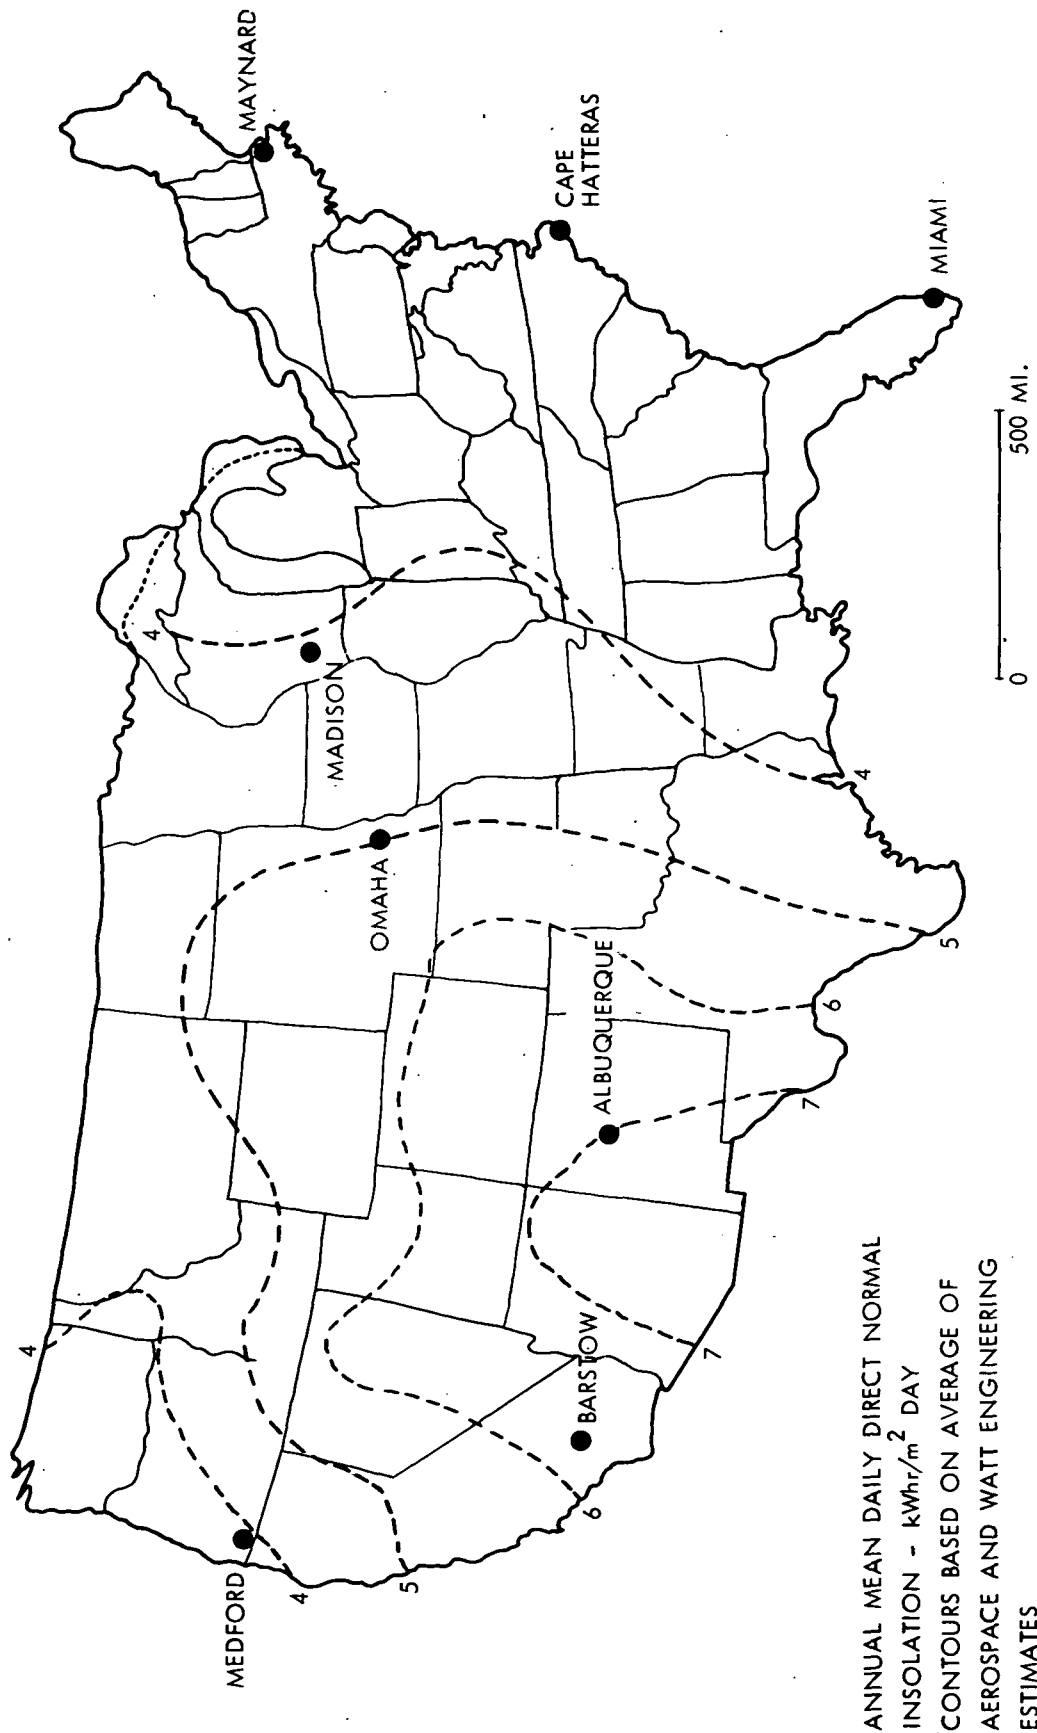 MEDFORD
MADISON
OMAHA
BARSTOW
ALBUQUERQUE
MAYNARD
CAPE
HATTERAS
MIAMI
4
4
4
4
5
5
6
6
7
7
0 500 MI.
ANNUAL MEAN DAILY DIRECT NORMAL
INSOLATION - kWhr/m² DAY
CONTOURS BASED ON AVERAGE OF
AEROSPACE AND WATT ENGINEERING
ESTIMATES